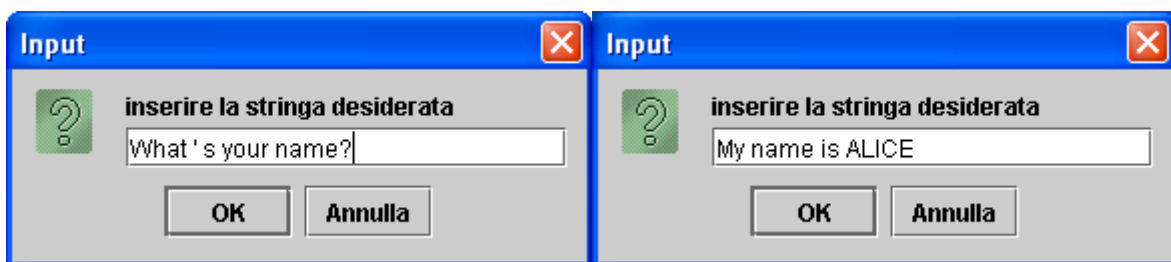 Input
inserire la stringa desiderata
What ' s your name?
OK Annulla
Input
inserire la stringa desiderata
My name is ALICE
OK Annulla